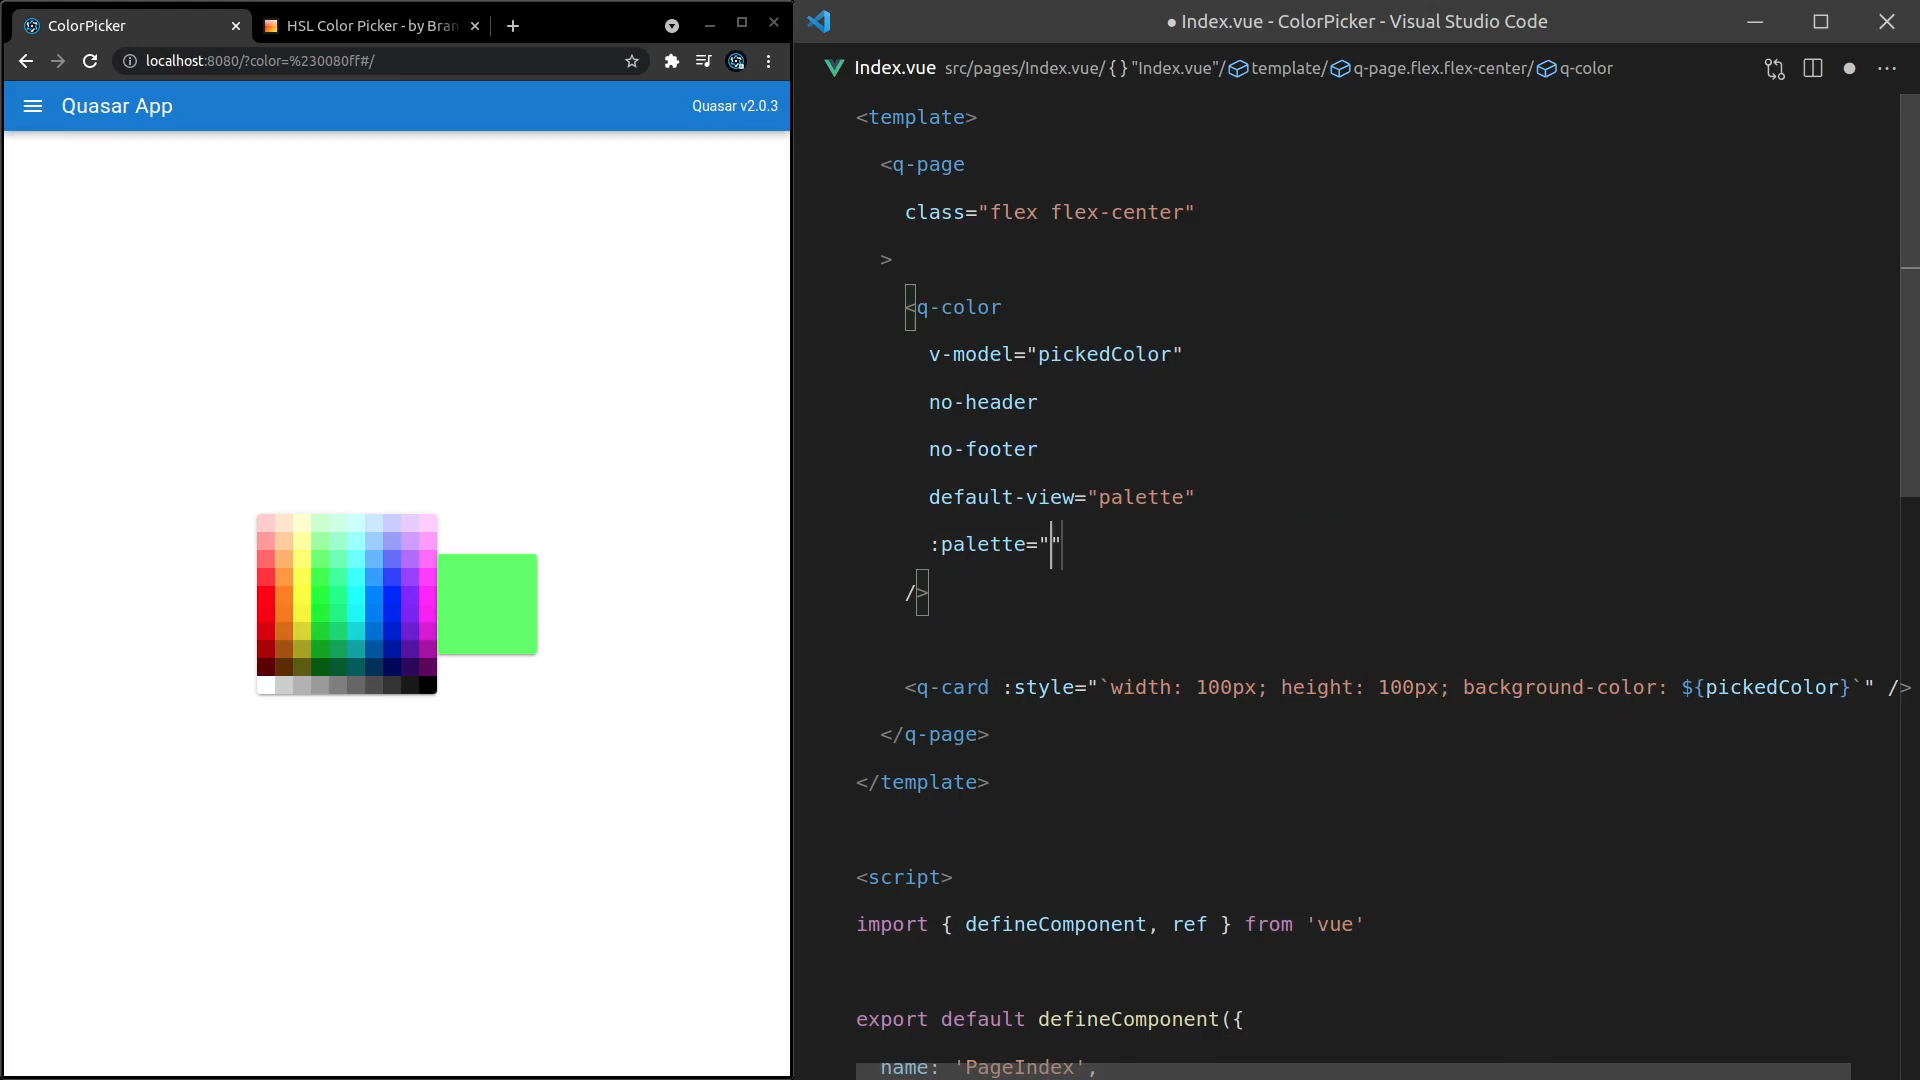 ColorPicker
HSL Color Picker - by Bran
localhost:8080/?color=%230080ff#/
Quasar App
Quasar v2.0.3
● Index.vue - ColorPicker - Visual Studio Code
Index.vue src/pages/Index.vue/{}"Index.vue"/template/q-page.flex.flex-center/q-color
<template>
<q-page
class="flex flex-center"
>
<q-color
v-model="pickedColor"
no-header
no-footer
default-view="palette"
:palette=""
/>
<q-card :style="`width: 100px; height: 100px; background-color: ${pickedColor}`" />
</q-page>
</template>
<script>
import { defineComponent, ref } from 'vue'
export default defineComponent({
name: 'PageIndex',